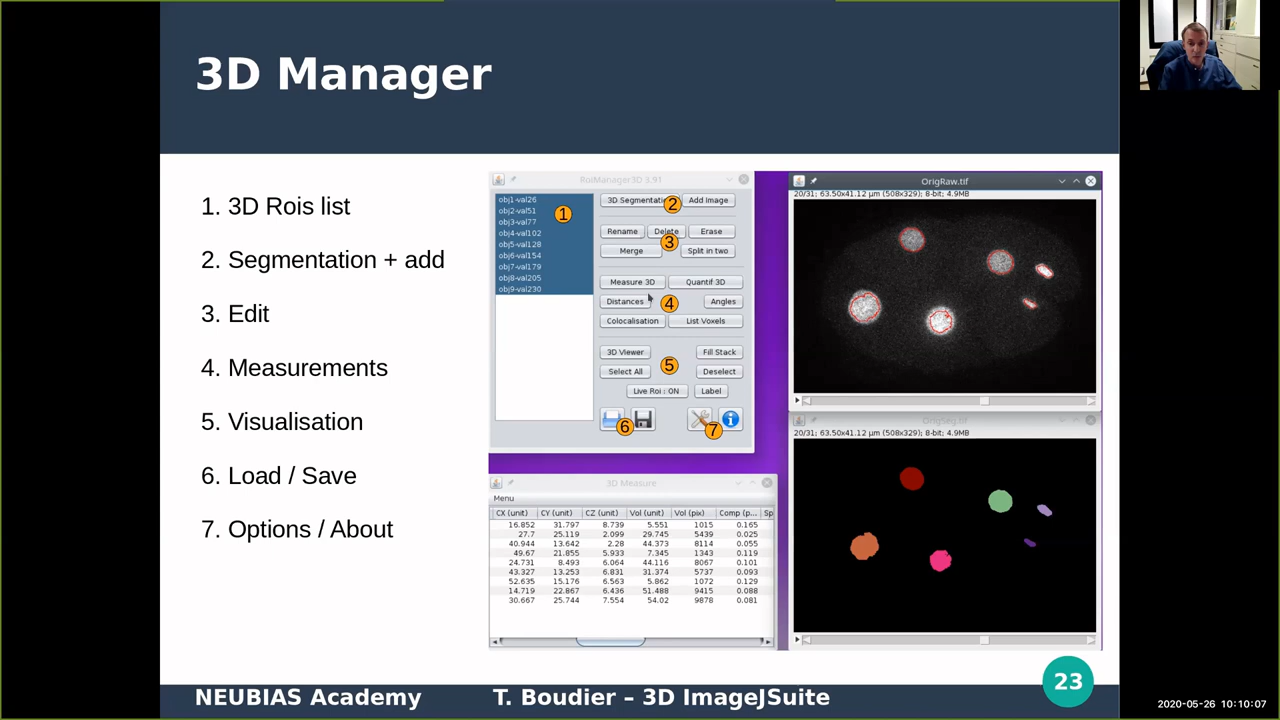 3D Manager
1. 3D Rois list
2. Segmentation + add
3. Edit
4. Measurements
5. Visualisation
6. Load / Save
7. Options / About
RoisManager3D 3.91
obj1-val26
obj2-val51
obj3-val77
obj4-val102
obj5-val128
obj6-val154
obj7-val179
obj8-val205
obj9-val230
1
3D Segmentatio
2
Add Image
Rename
Delete
Erase
3
Merge
Split in two
Measure 3D
Quantif 3D
Distances
4
Angles
Colocalisation
List Voxels
3D Viewer
5
Fill Stack
Select All
Deselect
Live Roi : ON
Label
6
7
OrigRaw.tif
20/31; 63.50x41.12 µm (508x329); 8-bit; 4.9MB
20/31; 63.50x41.12 µm (508x329); 8-bit; 4.9MB
3D Measure
Menu
CX (unit) CY (unit) CZ (unit) Vol (unit) Vol (pix) Comp (p... Sp
16.852 31.797 8.739 5.551 1015 0.165
27.7 25.119 2.099 29.745 5439 0.025
40.944 13.642 2.28 44.373 8114 0.055
49.67 21.855 5.933 7.345 1343 0.119
24.731 8.493 6.064 44.116 8067 0.101
43.327 13.253 6.831 31.374 5737 0.093
52.635 15.176 6.563 5.862 1072 0.129
14.719 22.867 6.436 51.488 9415 0.088
30.667 25.744 7.554 54.02 9878 0.081
NEUBIAS Academy
T. Boudier – 3D ImageJSuite
23
2020-05-26 10:10:07